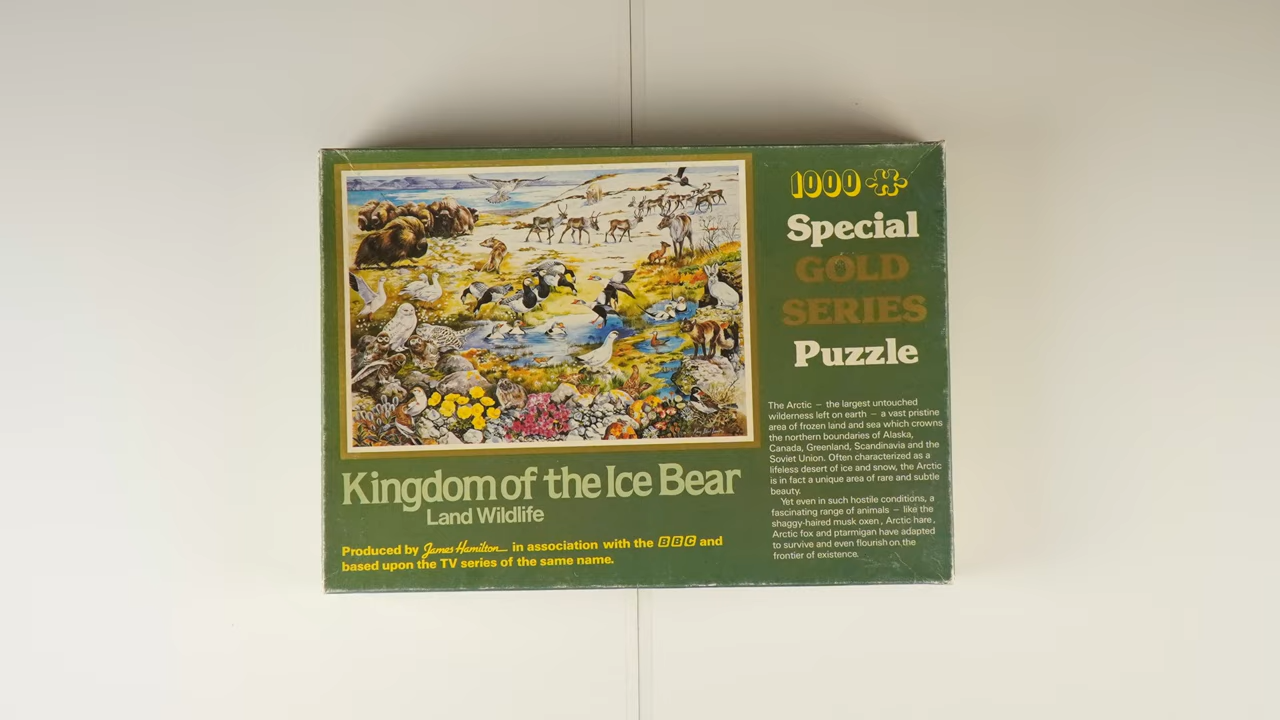 1000
Special
GOLD
SERIES
Puzzle
The Arctic — the largest untouched
wilderness left on earth — a vast pristine
area of frozen land and sea which crowns
the northern boundaries of Alaska,
Canada, Greenland, Scandinavia and the
Soviet Union. Often characterized as a
lifeless desert of ice and snow, the Arctic
is in fact a unique area of rare and subtle
beauty.
Yet even in such hostile conditions, a
fascinating range of animals — like the
shaggy-haired musk oxen, Arctic hare,
Arctic fox and ptarmigan have adapted
to survive and even flourish on the
frontier of existence.
Kingdom of the Ice Bear
Land Wildlife
Produced by James Hamilton in association with the BBC and
based upon the TV series of the same name.